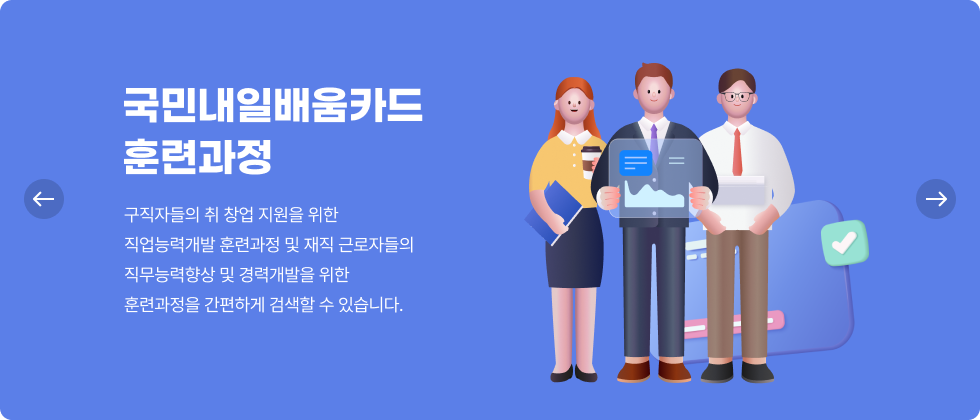 국민내일배움카드
훈련과정
구직자들의 취 창업 지원을 위한
직업능력개발 훈련과정 및 재직 근로자들의
직무능력향상 및 경력개발을 위한
훈련과정을 간편하게 검색할 수 있습니다.